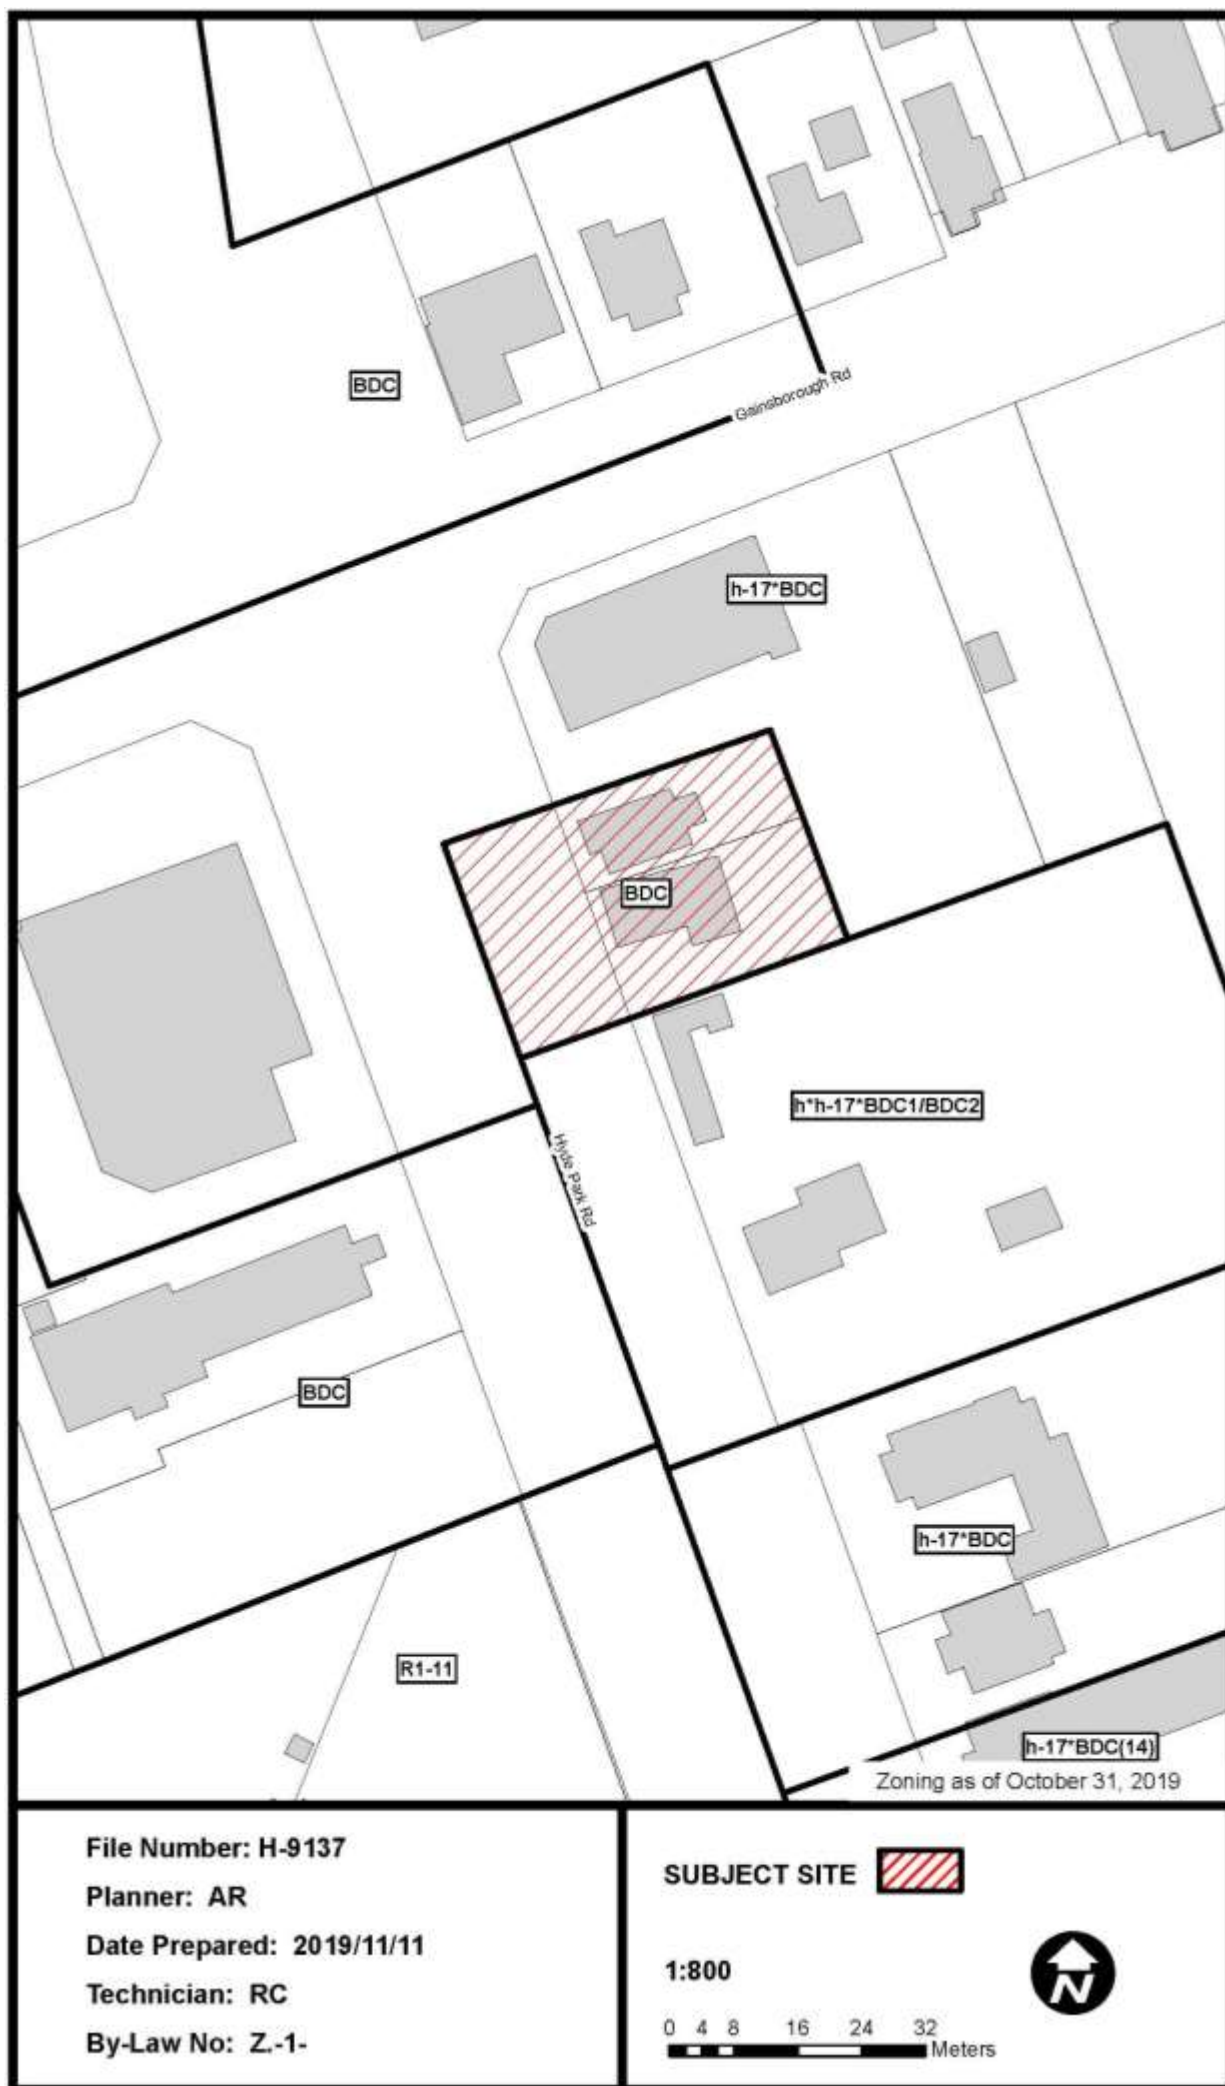 BDC
Gainsborough Rd
h-17*BDC
BDC
h*h-17*BDC1/BDC2
Hyde Park Rd
BDC
h-17*BDC
R1-11
h-17*BDC(14)
Zoning as of October 31, 2019
File Number: H-9137
Planner: AR
Date Prepared: 2019/11/11
Technician: RC
By-Law No: Z.-1-
SUBJECT SITE
1:800
N
0 4 8 16 24 32
Meters